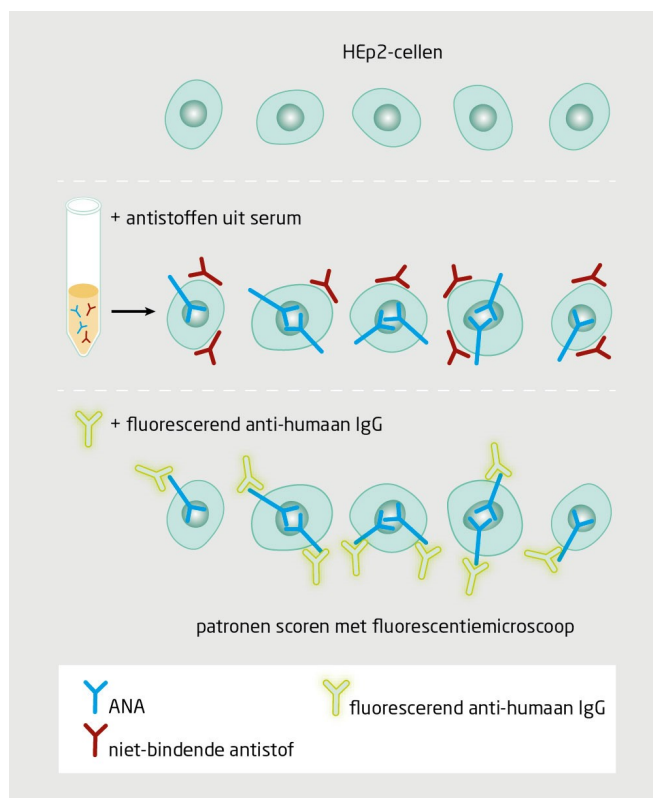 HEp2-cellen
+ antistoffen uit serum
+ fluorescerend anti-humaan IgG
patronen scoren met fluorescentiemicroscoop
ANA
fluorescerend anti-humaan IgG
niet-bindende antistof